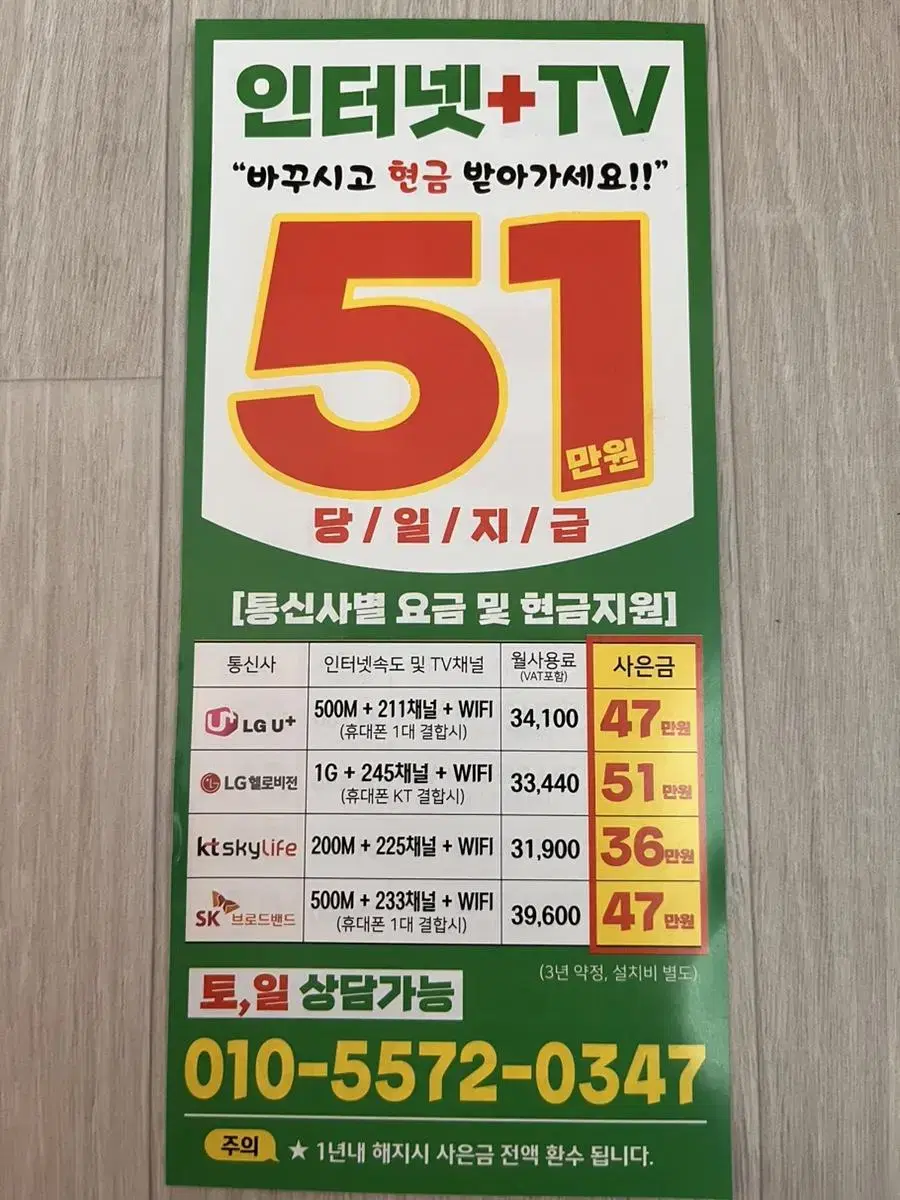 인터넷+TV
“바꾸시고 현금 받아가세요!!”
51만원
당/일/지/급
[통신사별 요금 및 현금지원]
통신사 인터넷속도 및 TV채널 월사용료 (VAT포함) 사은금
U+ LG U+ 500M + 211채널 + WIFI (휴대폰 1대 결합시) 34,100 47만원
LG헬로비전 1G + 245채널 + WIFI (휴대폰 KT 결합시) 33,440 51만원
kt skylife 200M + 225채널 + WIFI 31,900 36만원
SK 브로드밴드 500M + 233채널 + WIFI (휴대폰 1대 결합시) 39,600 47만원
(3년 약정, 설치비 별도)
토,일 상담가능
010-5572-0347
주의 ★ 1년내 해지시 사은금 전액 환수 됩니다.